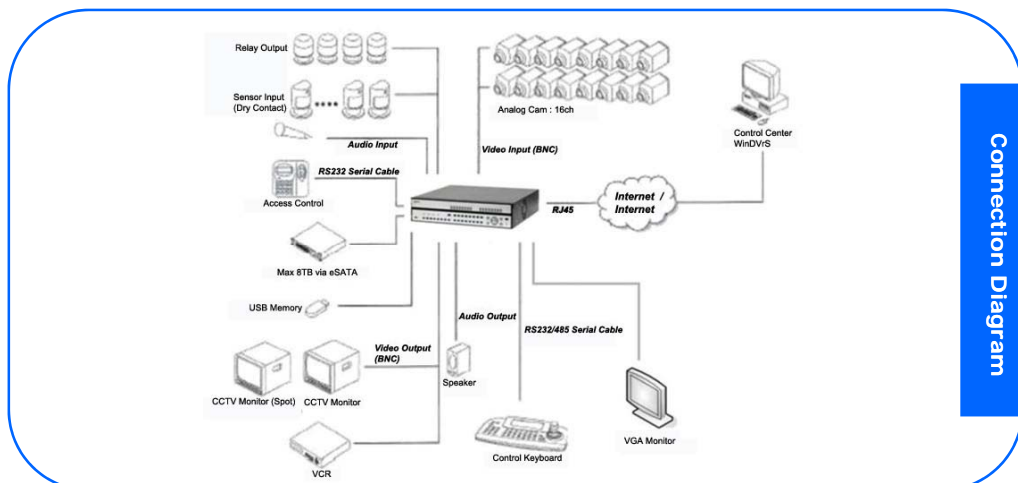 Relay Output
Sensor Input
(Dry Contact)
Audio Input
RS232 Serial Cable
Access Control
Max 8TB via eSATA
USB Memory
Video Output
(BNC)
CCTV Monitor (Spot)
CCTV Monitor
VCR
Analog Cam : 16ch
Video Input (BNC)
Control Center
WinDVrS
RJ45
Internet /
Internet
Audio Output
RS232/485 Serial Cable
Speaker
Control Keyboard
VGA Monitor
Connection Diagram